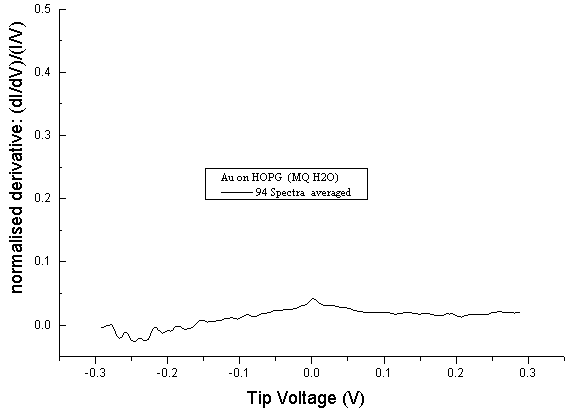 normalised derivative: (dI/dV)/(I/V)
0.5
0.4
0.3
0.2
0.1
0.0
Au on HOPG (MQ H2O)
94 Spectra averaged
-0.3 -0.2 -0.1 0.0 0.1 0.2 0.3
Tip Voltage (V)